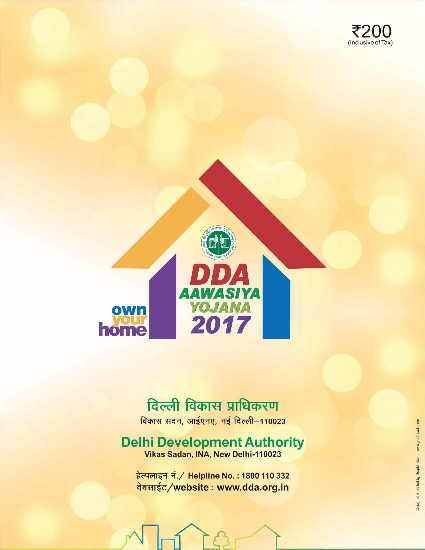 ₹200
(Inclusive of Tax)
DDA
AAWASIYA
YOJANA
2017
own
your
home
दिल्ली विकास प्राधिकरण
विकास सदन, आईएनए, नई दिल्ली–110023
Delhi Development Authority
Vikas Sadan, INA, New Delhi-110023
हेल्पलाइन नं./ Helpline No. : 1800 110 332
वेबसाईट/website : www.dda.org.in